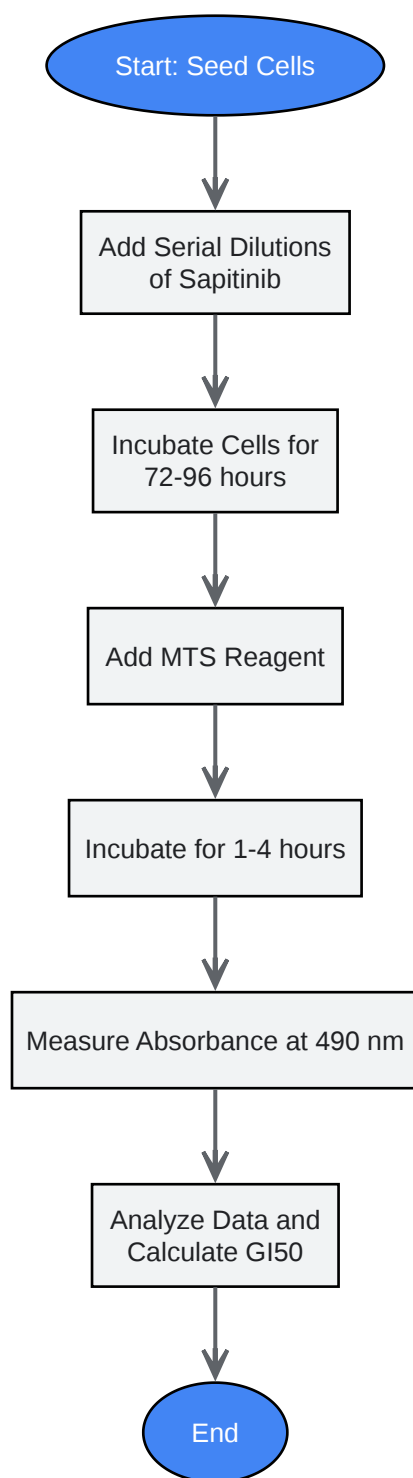 Start: Seed Cells
Add Serial Dilutions
of Sapitinib
Incubate Cells for
72-96 hours
Add MTS Reagent
Incubate for 1-4 hours
Measure Absorbance at 490 nm
Analyze Data and
Calculate GI50
End